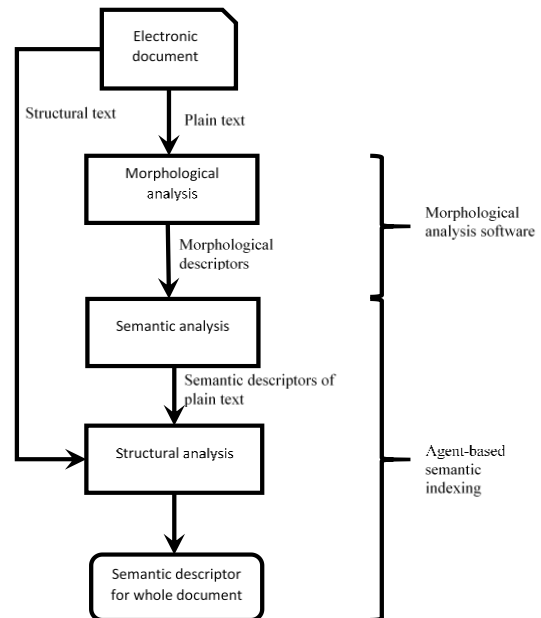 Electronic
document
Structural text
Plain text
Morphological
analysis
Morphological
analysis software
Morphological
descriptors
Semantic analysis
Semantic descriptors of
plain text
Structural analysis
Agent-based
semantic
indexing
Semantic descriptor
for whole document